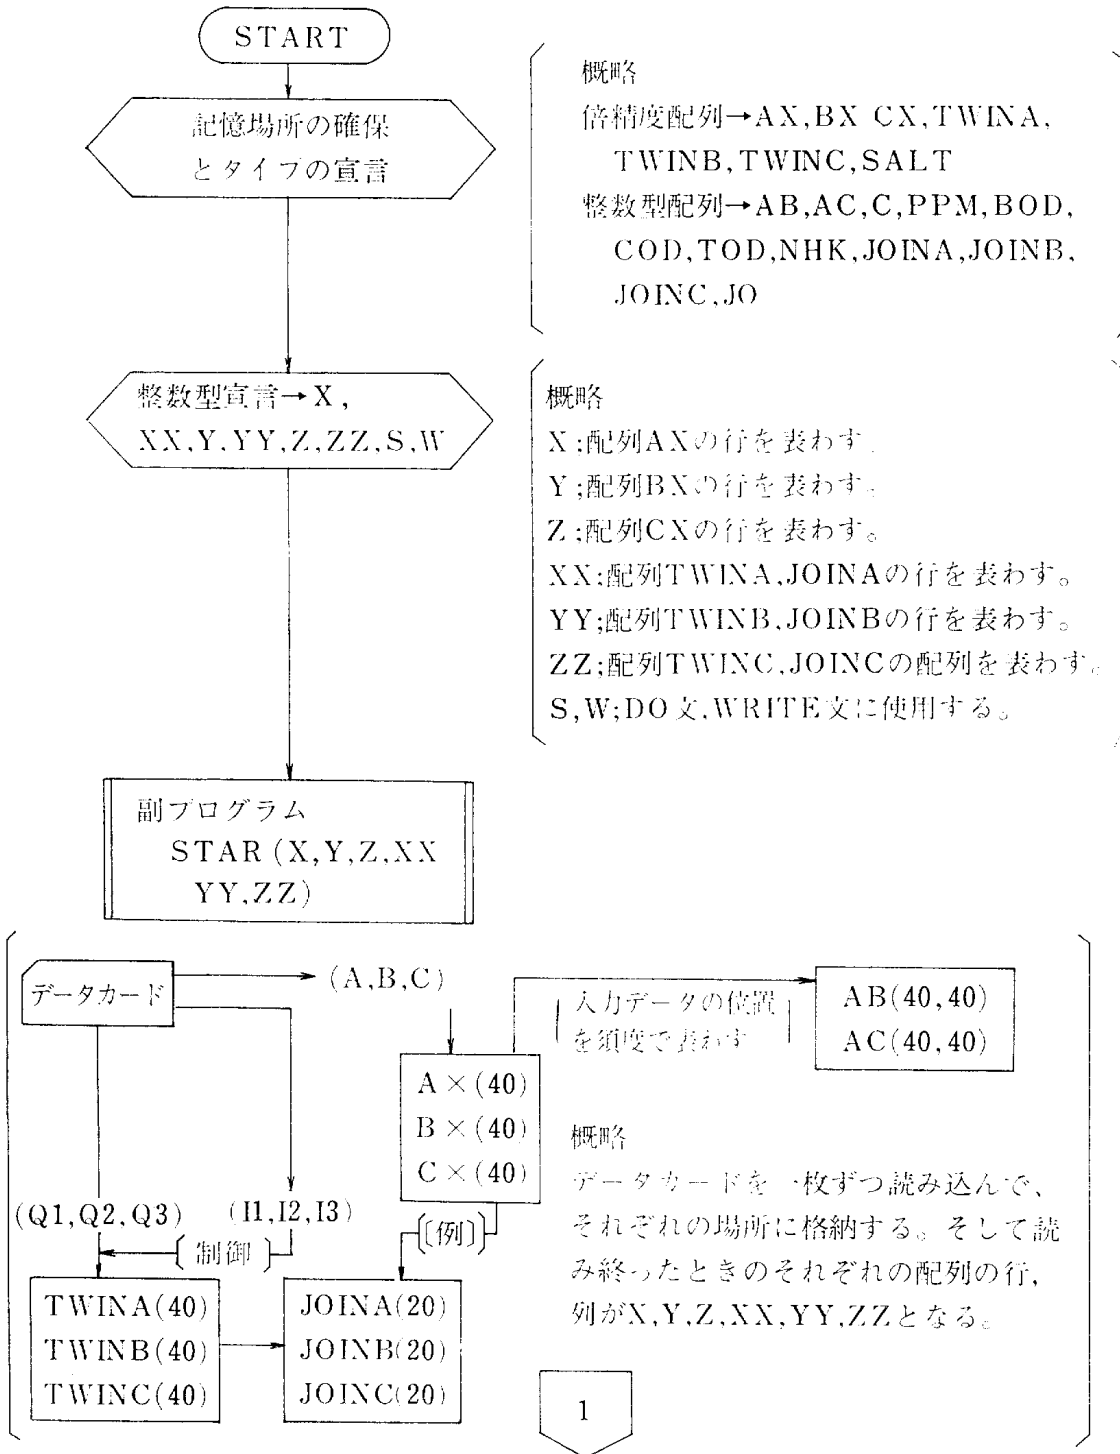 START
記憶場所の確保
とタイプの宣言
概略
倍精度配列→AX,BX CX,TWINA,
TWINB,TWINC,SALT
整数型配列→AB,AC,C,PPM,BOD,
COD,TOD,NHK,JOINA,JOINB,
JOINC,JO
整数型宣言→X,
XX,Y,YY,Z,ZZ,S,W
概略
X;配列AXの行を表わす
Y;配列BXの行を表わす。
Z;配列CXの行を表わす。
XX;配列TWINA,JOINAの行を表わす。
YY;配列TWINB,JOINBの行を表わす。
ZZ;配列TWINC,JOINCの配列を表わす。
S,W;DO文,WRITE文に使用する。
副プログラム
STAR(X,Y,Z,XX
YY,ZZ)
データカード
(A,B,C)
入力データの位置
を須度で表わす
AB(40,40)
AC(40,40)
A×(40)
B×(40)
C×(40)
概略
データカードを一枚ずつ読み込んで、
それぞれの場所に格納する。そして読
み終ったときのそれぞれの配列の行,
列がX,Y,Z,XX,YY,ZZとなる。
(Q1,Q2,Q3)
(I1,I2,I3)
〔制御〕
〔例〕
TWINA(40)
TWINB(40)
TWINC(40)
JOINA(20)
JOINB(20)
JOINC(20)
1